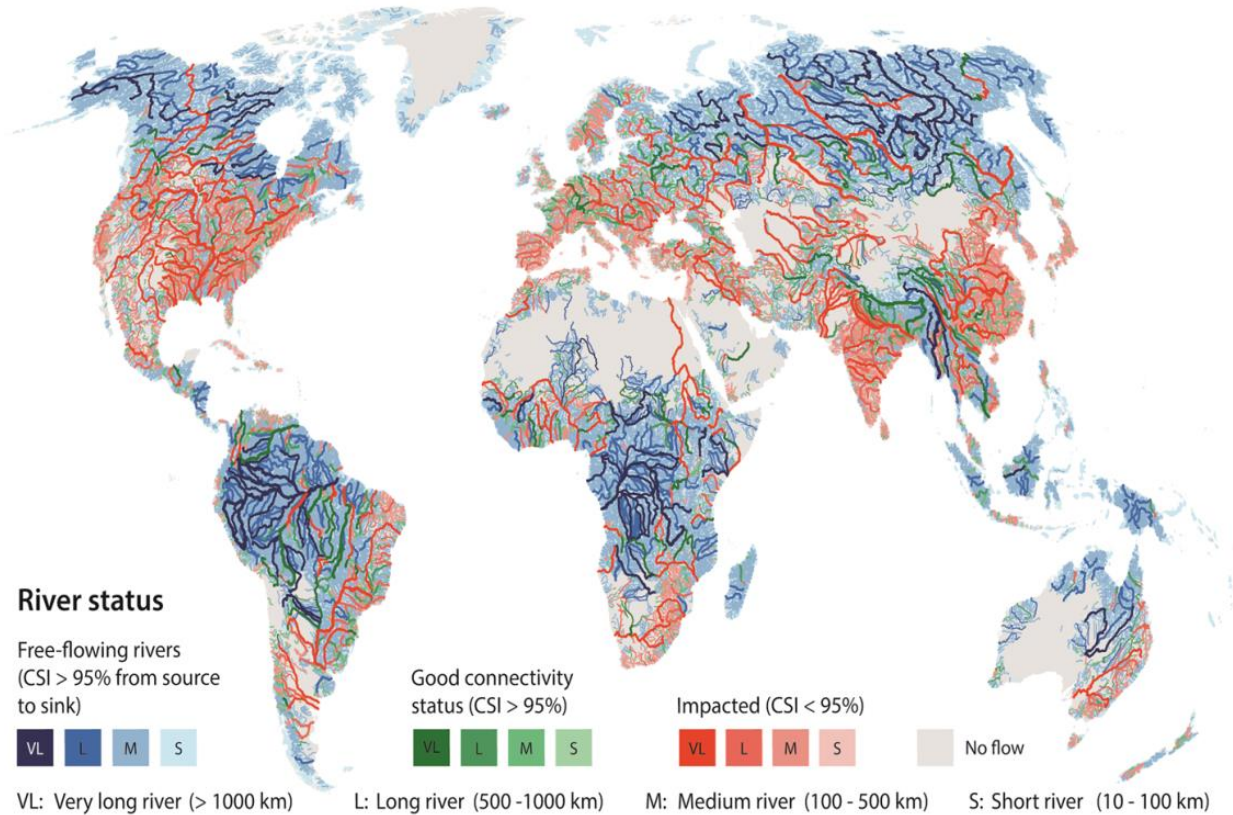 River status
Free-flowing rivers
(CSI > 95% from source
to sink)
VL L M S
Good connectivity
status (CSI > 95%)
VL L M S
Impacted (CSI < 95%)
VL L M S
No flow
VL: Very long river (> 1000 km) L: Long river (500 -1000 km) M: Medium river (100 - 500 km) S: Short river (10 - 100 km)